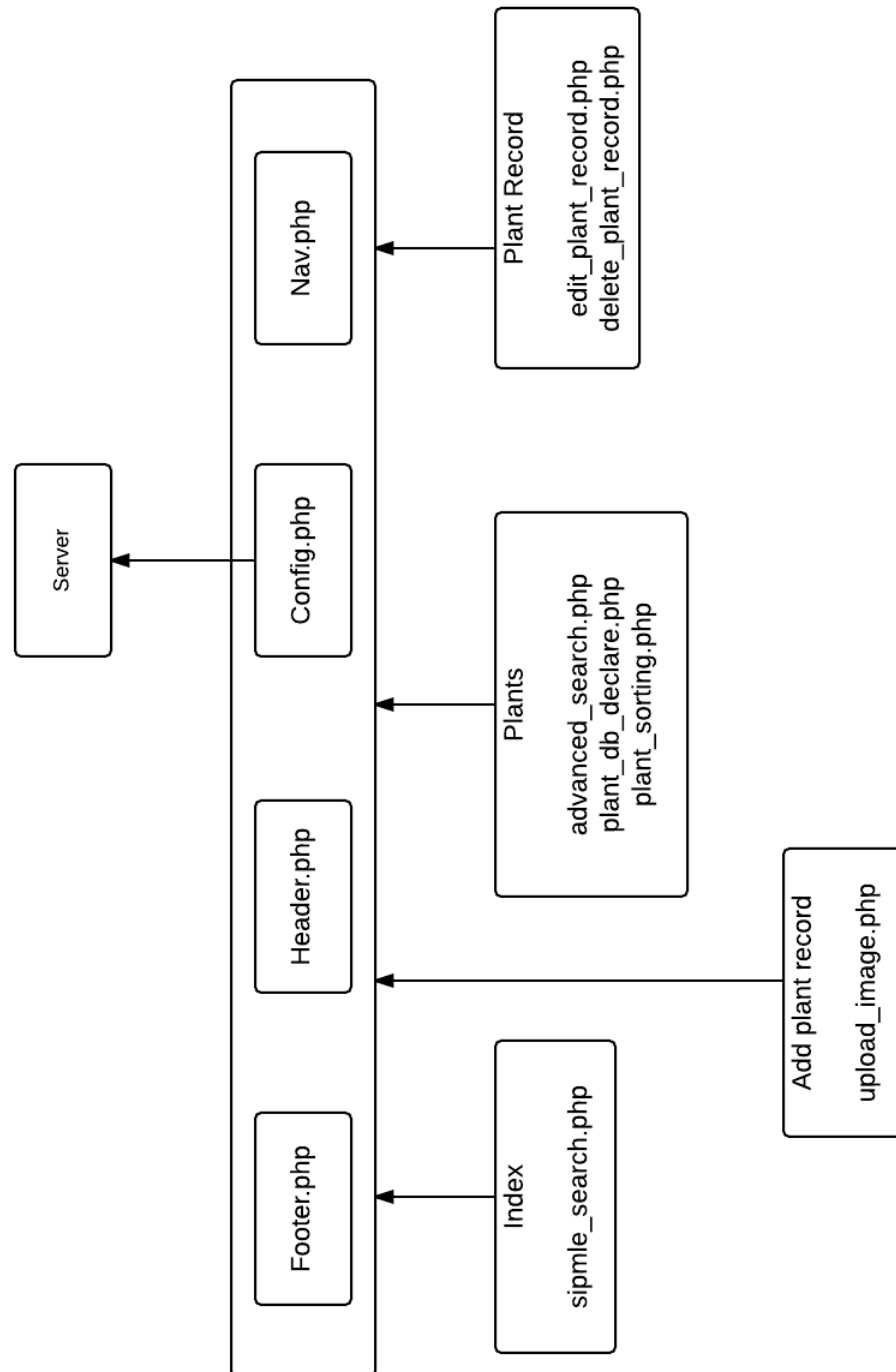 Server
Footer.php
Header.php
Config.php
Nav.php
Index
sipmle_search.php
Add plant record
upload_image.php
Plants
advanced_search.php
plant_db_declare.php
plant_sorting.php
Plant Record
edit_plant_record.php
delete_plant_record.php